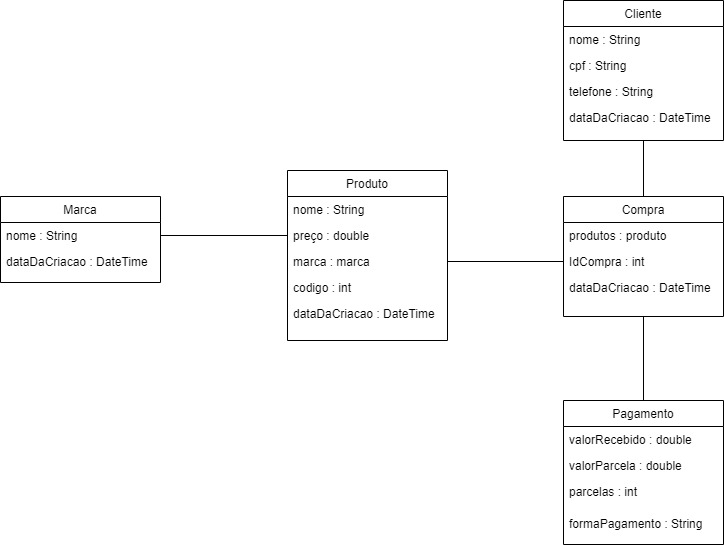 Cliente
nome : String
cpf : String
telefone : String
dataDaCriacao : DateTime
Marca
nome : String
dataDaCriacao : DateTime
Produto
nome : String
preço : double
marca : marca
codigo : int
dataDaCriacao : DateTime
Compra
produtos : produto
IdCompra : int
dataDaCriacao : DateTime
Pagamento
valorRecebido : double
valorParcela : double
parcelas : int
formaPagamento : String